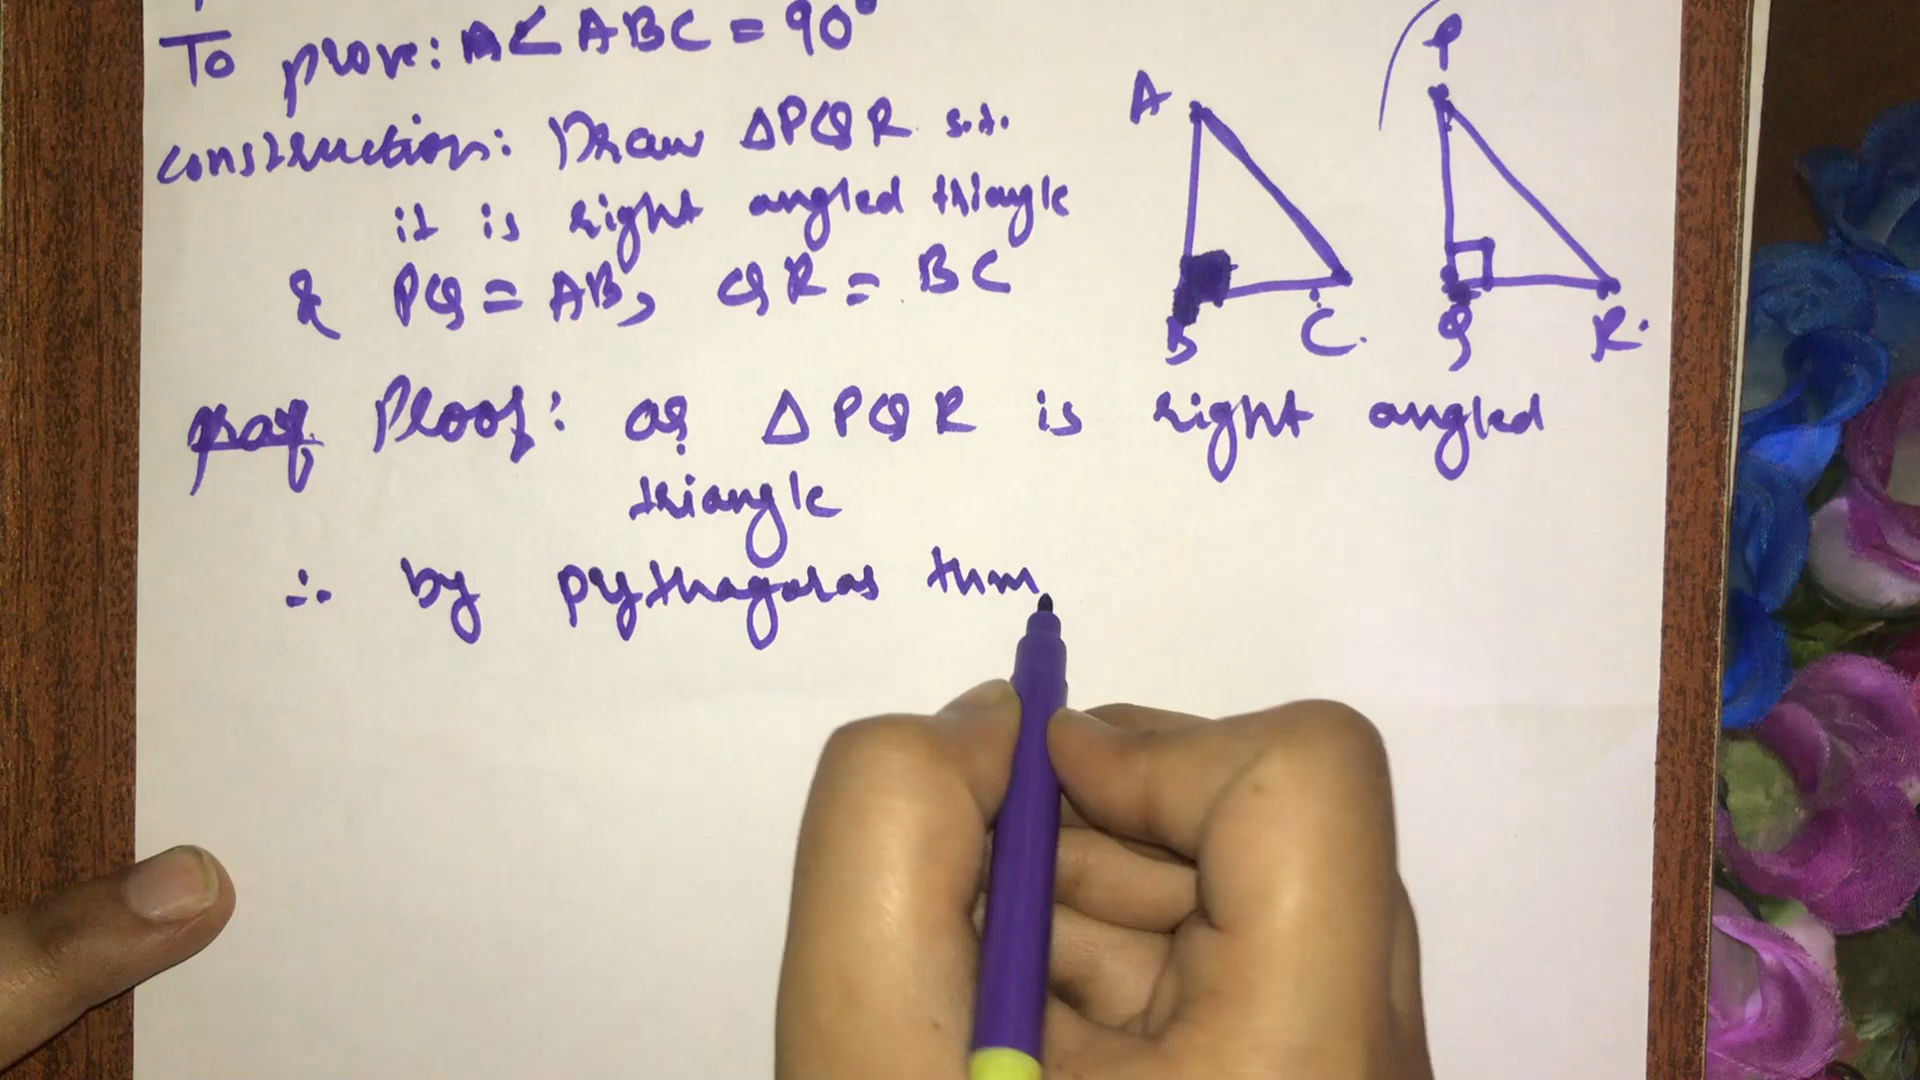 To prove: ∠ABC = 90°
construction: Draw ΔPQR s.t.
it is right angled triangle
& PQ = AB, QR = BC
A
P
B
C.
Q
R.
Proof: as ΔPQR is right angled
triangle
∴ by pythagoras thm